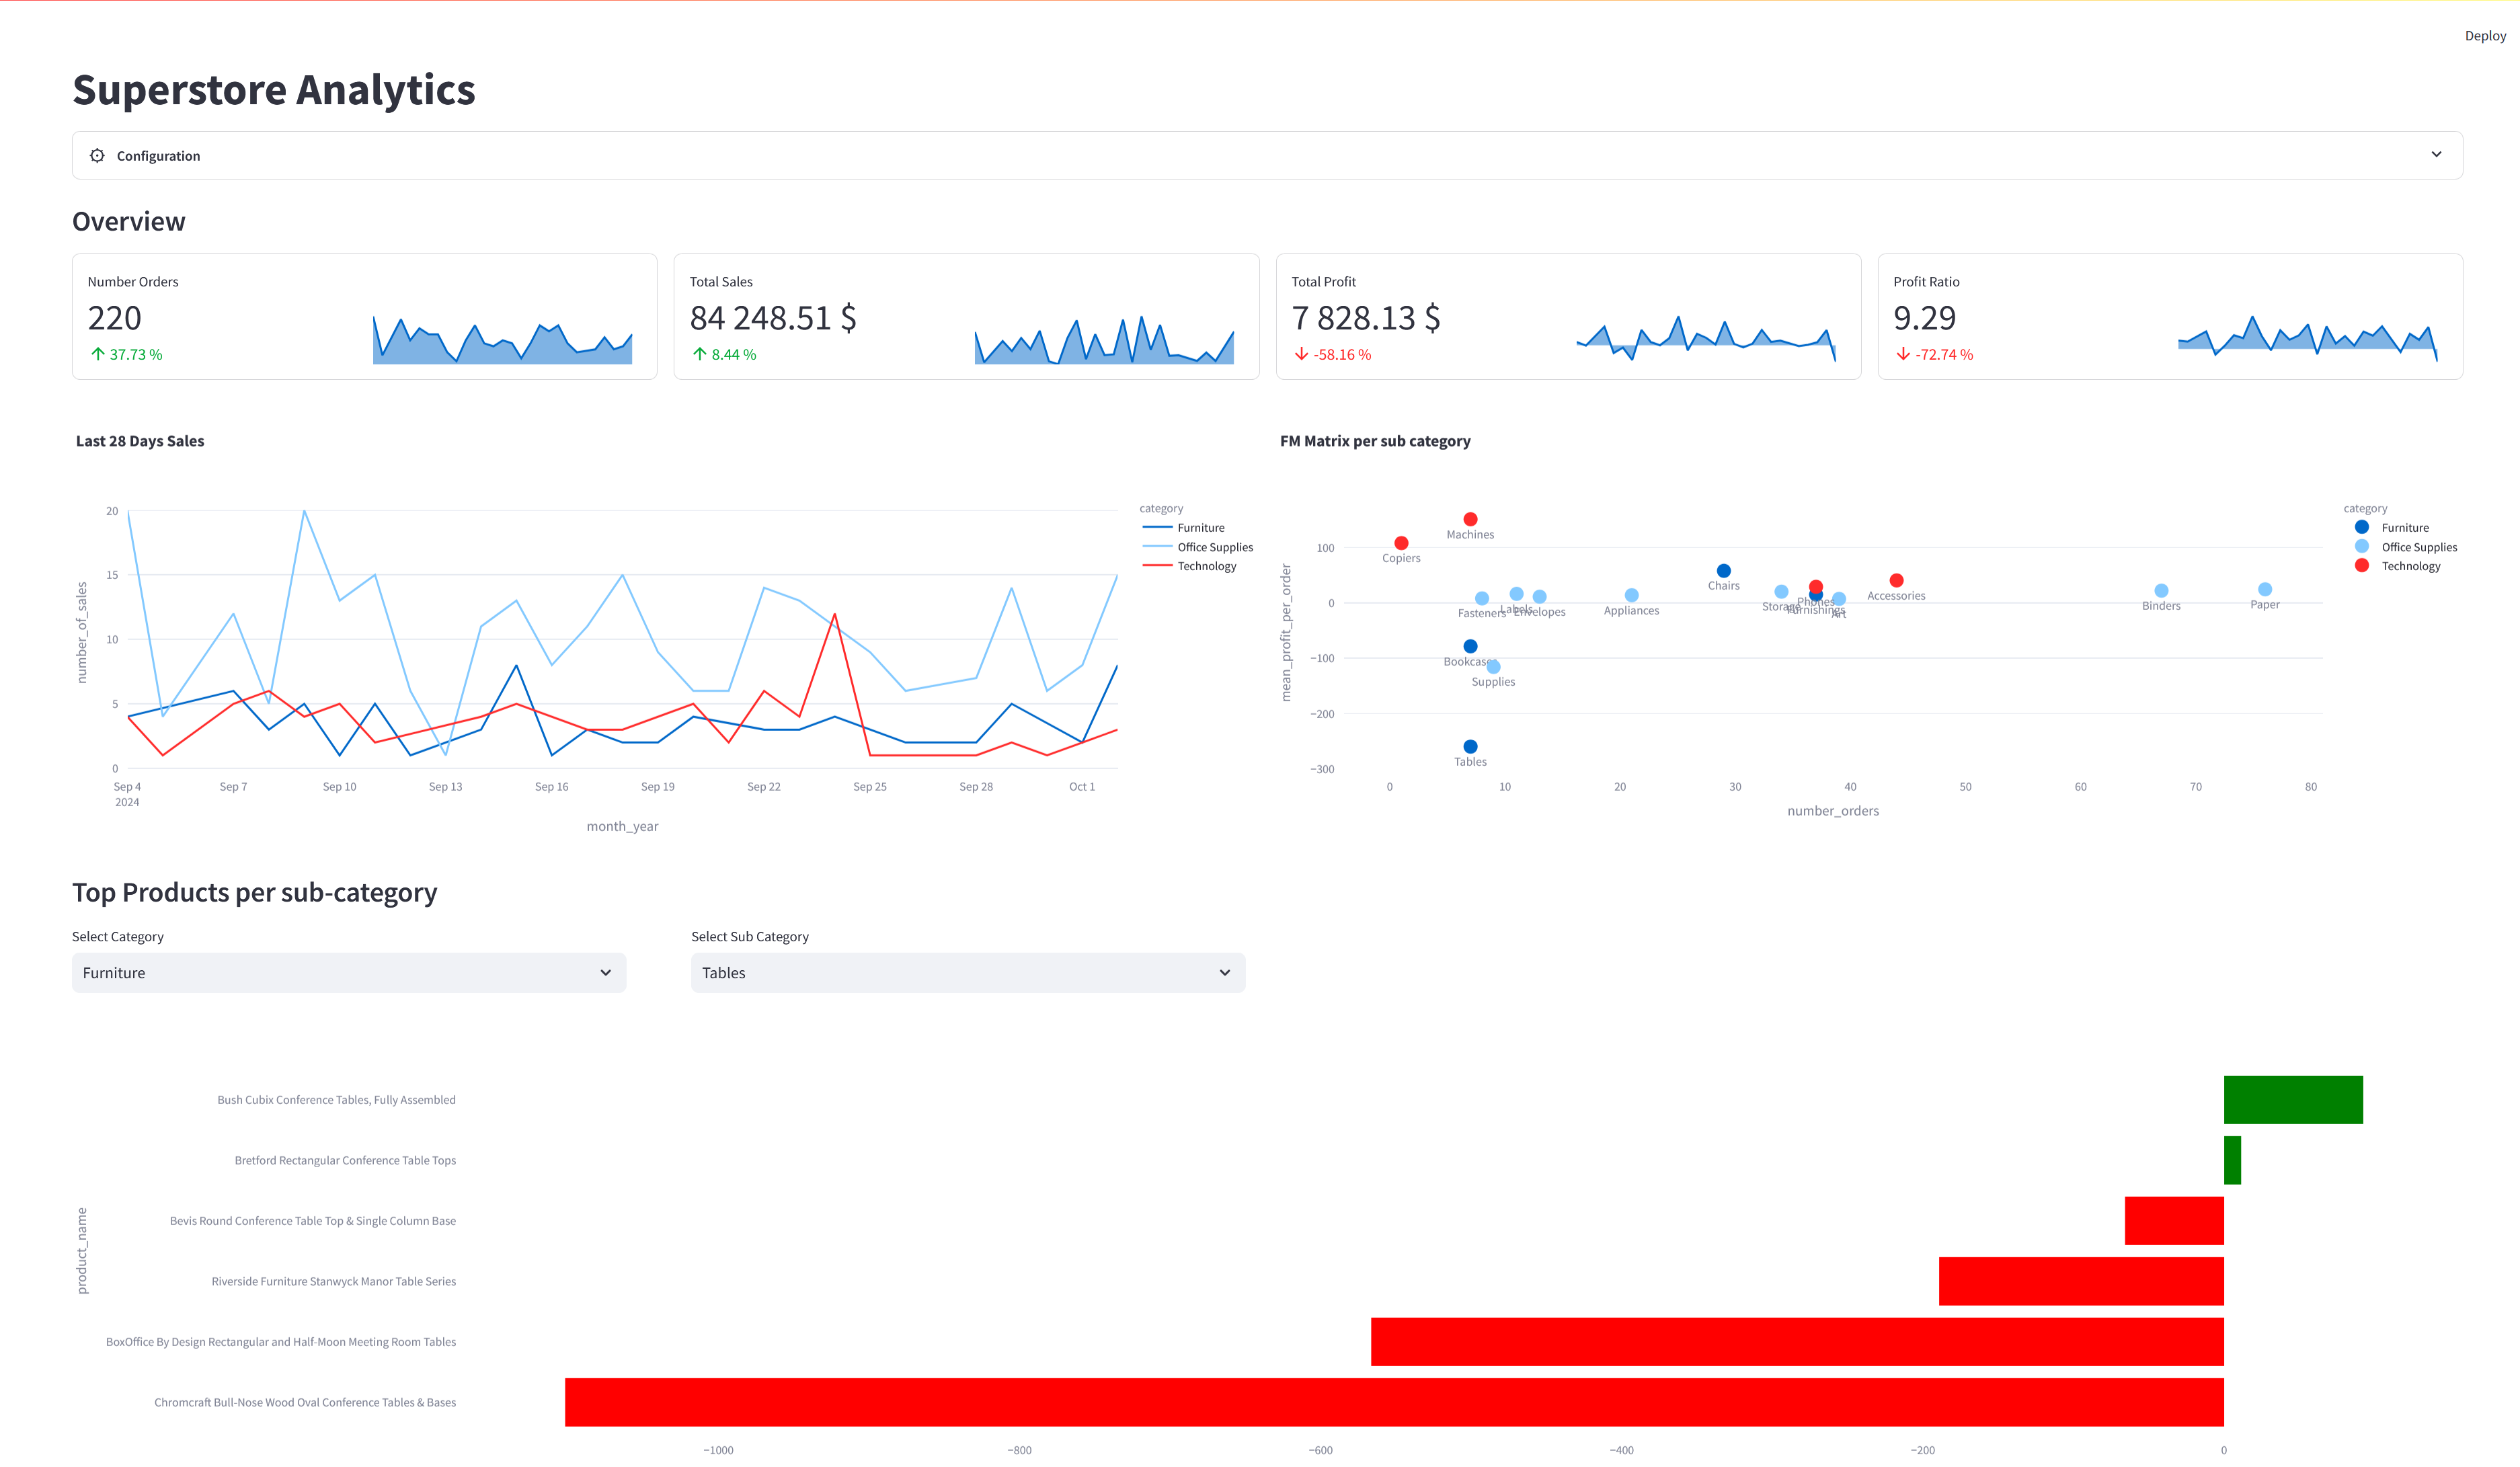 Deploy
Superstore Analytics
Configuration
Overview
Number Orders
220
37.73 %
Total Sales
84 248.51 $
8.44 %
Total Profit
7 828.13 $
-58.16 %
Profit Ratio
9.29
-72.74 %
Last 28 Days Sales
number_of_sales
20
15
10
5
0
Sep 4
2024
Sep 7
Sep 10
Sep 13
Sep 16
Sep 19
Sep 22
Sep 25
Sep 28
Oct 1
month_year
category
Furniture
Office Supplies
Technology
FM Matrix per sub category
mean_profit_per_order
100
0
−100
−200
−300
Machines
Copiers
Chairs
Fasteners
Labels
Envelopes
Appliances
Storage
Phones
Furnishings
Art
Accessories
Binders
Paper
Bookcases
Supplies
Tables
0
10
20
30
40
50
60
70
80
number_orders
category
Furniture
Office Supplies
Technology
Top Products per sub-category
Select Category
Furniture
Select Sub Category
Tables
product_name
Bush Cubix Conference Tables, Fully Assembled
Bretford Rectangular Conference Table Tops
Bevis Round Conference Table Top & Single Column Base
Riverside Furniture Stanwyck Manor Table Series
BoxOffice By Design Rectangular and Half-Moon Meeting Room Tables
Chromcraft Bull-Nose Wood Oval Conference Tables & Bases
−1000
−800
−600
−400
−200
0